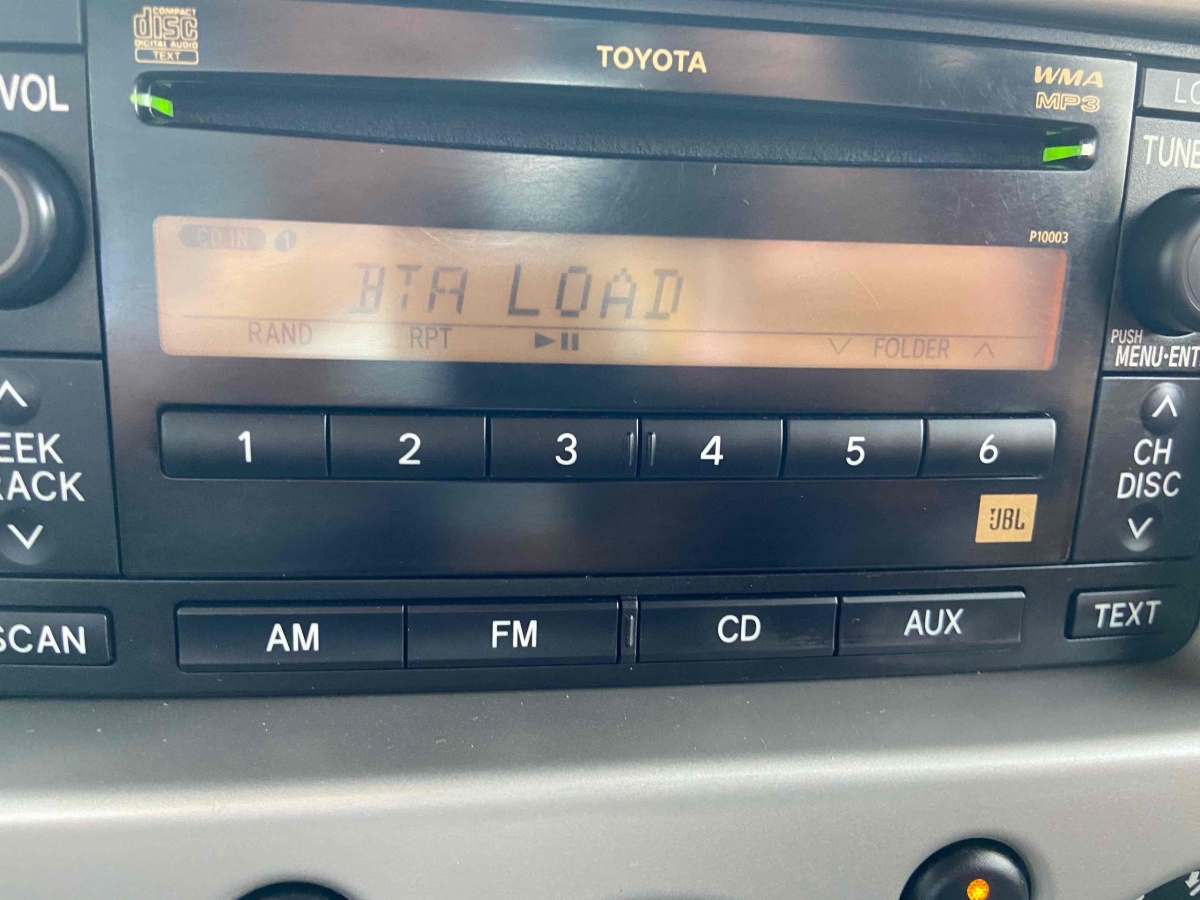 COMPACT
disc
DIGITAL AUDIO
TEXT
TOYOTA
WMA
MP3
VOL
LO
TUNE
CD IN 1
P10003
BTA LOAD
RAND RPT FOLDER
PUSH
MENU·ENT
EEK
RACK
1 2 3 4 5 6
CH
DISC
JBL
SCAN
AM FM CD AUX
TEXT